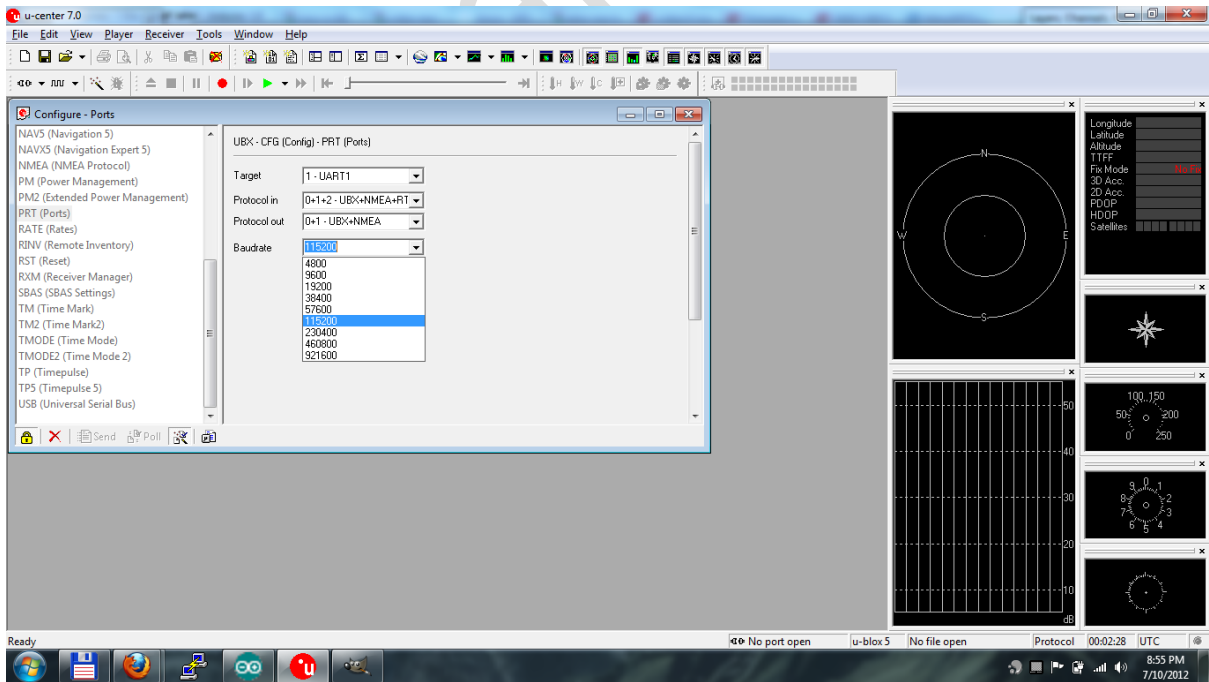 u-center 7.0
File Edit View Player Receiver Tools Window Help
Configure - Ports
NAV5 (Navigation 5)
NAVX5 (Navigation Expert 5)
NMEA (NMEA Protocol)
PM (Power Management)
PM2 (Extended Power Management)
PRT (Ports)
RATE (Rates)
RINV (Remote Inventory)
RST (Reset)
RXM (Receiver Manager)
SBAS (SBAS Settings)
TM (Time Mark)
TM2 (Time Mark2)
TMODE (Time Mode)
TMODE2 (Time Mode 2)
TP (Timepulse)
TP5 (Timepulse 5)
USB (Universal Serial Bus)
UBX - CFG (Config) - PRT (Ports)
Target 1 - UART1
Protocol in 0+1+2 - UBX+NMEA+RT
Protocol out 0+1 - UBX+NMEA
Baudrate 115200
4800
9600
19200
38400
57600
115200
230400
460800
921600
Send Poll
N
W E
S
50
40
30
20
10
dB
Longitude
Latitude
Altitude
TTFF
Fix Mode None
3D Acc.
2D Acc.
PDOP
HDOP
Satellites
100 150
50 200
0 250
9 0 1
8 2
7 3
6 5 4
Ready No port open u-blox 5 No file open Protocol 00:02:28 UTC
8:55 PM
7/10/2012